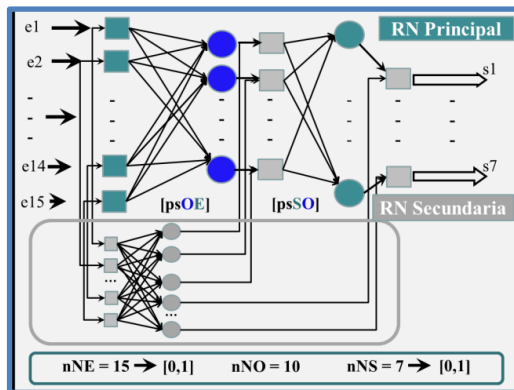 e1
RN Principal
e2
s1
e14
e15
s7
[psOE]
[psSO]
RN Secundaria
...
...
nNE = 15 → [0,1] nNO = 10 nNS = 7 → [0,1]